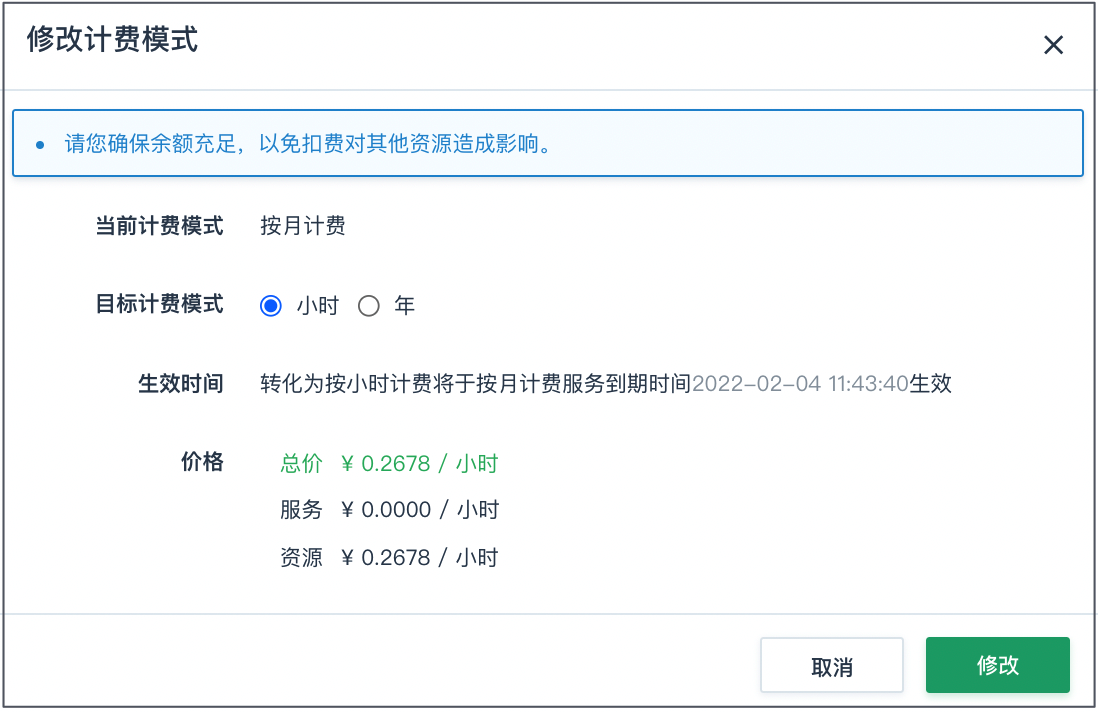 修改计费模式
请您确保余额充足，以免扣费对其他资源造成影响。
当前计费模式 按月计费
目标计费模式 小时 年
生效时间 转化为按小时计费将于按月计费服务到期时间2022-02-04 11:43:40生效
价格 总价 ¥ 0.2678 / 小时
服务 ¥ 0.0000 / 小时
资源 ¥ 0.2678 / 小时
取消 修改